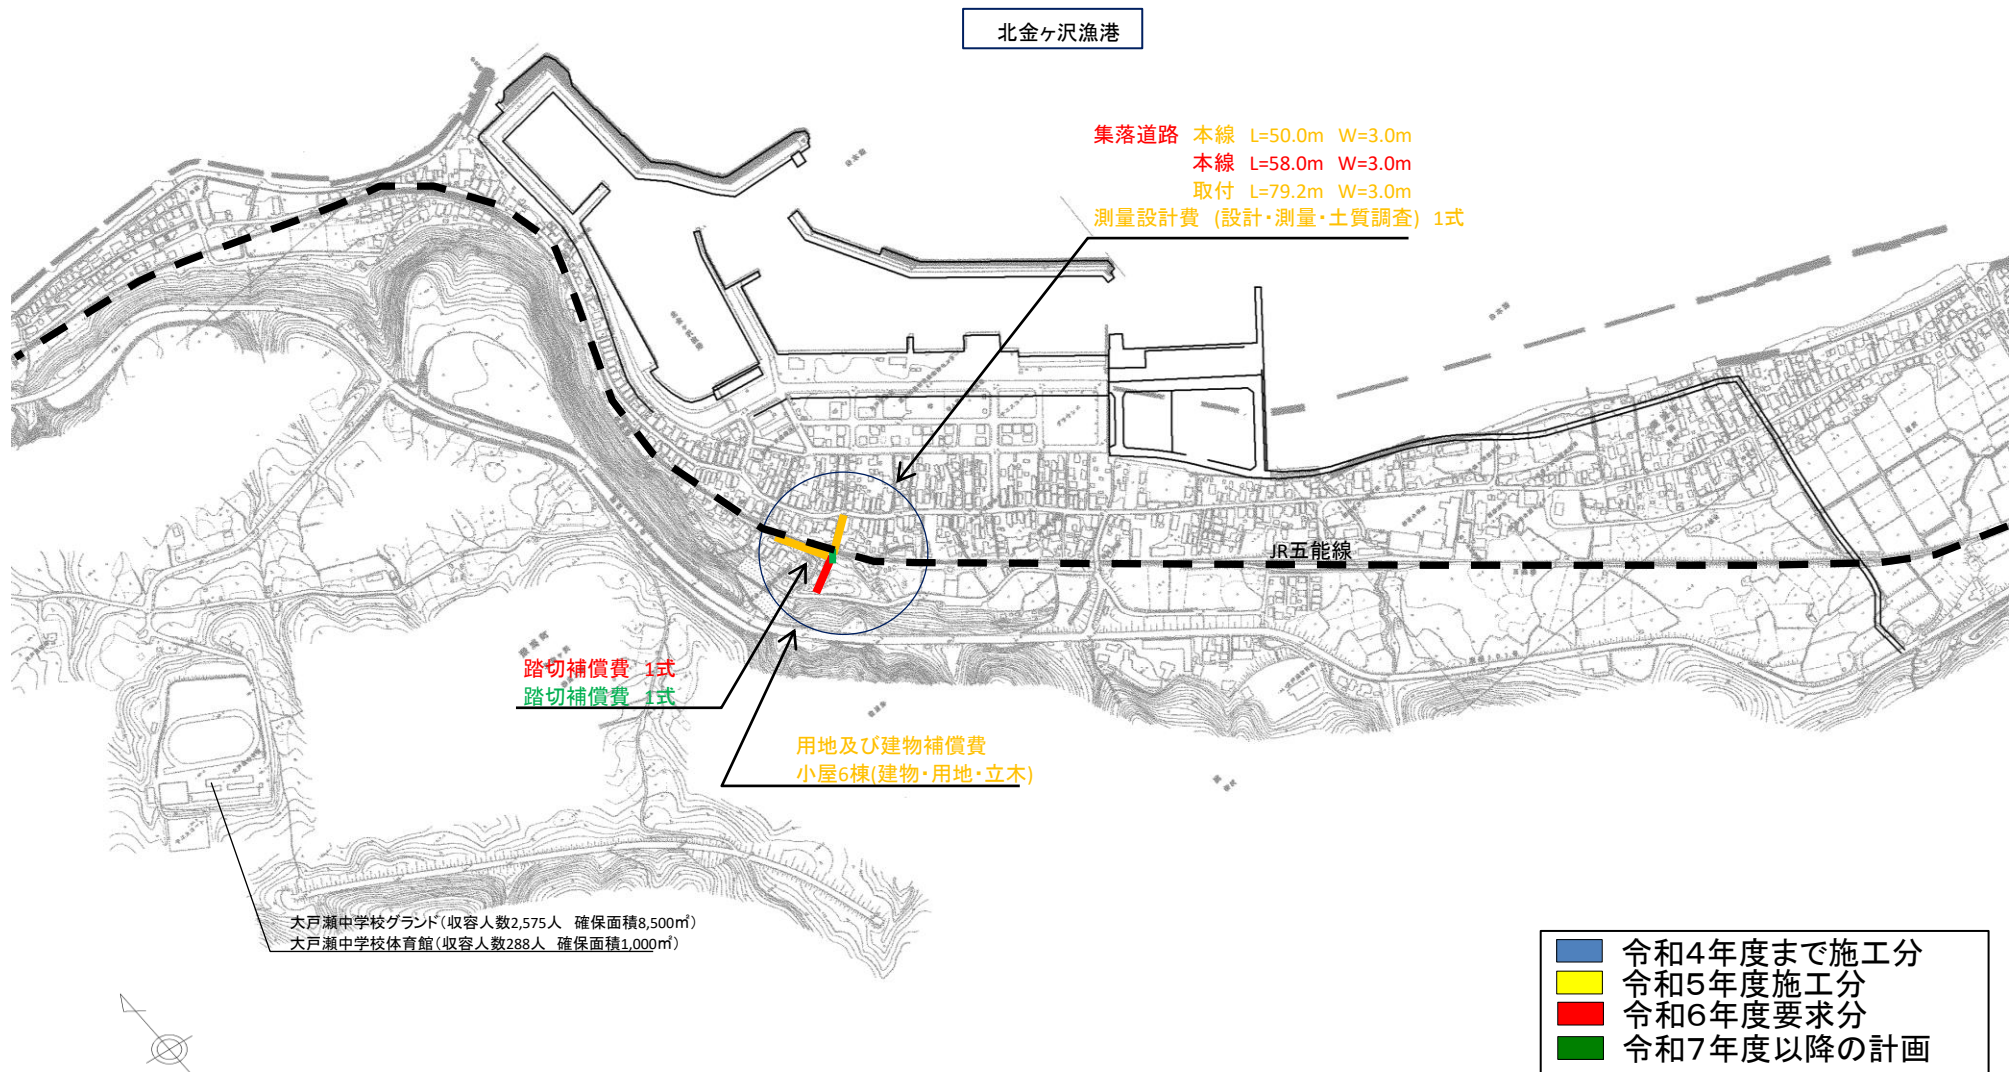 北金ヶ沢漁港
集落道路 本線 L=50.0m W=3.0m
本線 L=58.0m W=3.0m
取付 L=79.2m W=3.0m
測量設計費 (設計・測量・土質調査) 1式
JR五能線
踏切補償費 1式
踏切補償費 1式
用地及び建物補償費
小屋6棟(建物・用地・立木)
大戸瀬中学校グランド(収容人数2,575人 確保面積8,500㎡)
大戸瀬中学校体育館(収容人数288人 確保面積1,000㎡)
令和4年度まで施工分
令和5年度施工分
令和6年度要求分
令和7年度以降の計画